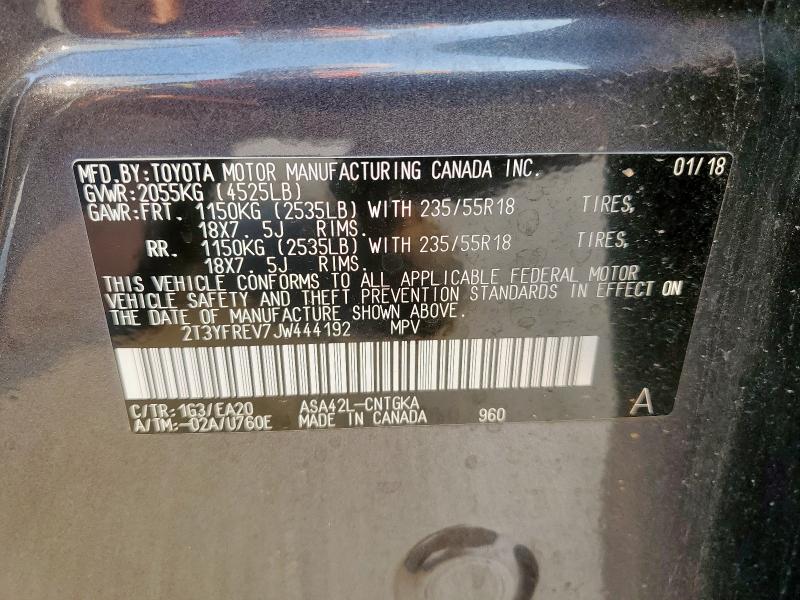 MFD.BY:TOYOTA MOTOR MANUFACTURING CANADA INC. 01/18
GVWR:2055KG (4525LB)
GAWR:FRT. 1150KG (2535LB) WITH 235/55R18 TIRES,
18X7. 5J RIMS.
RR. 1150KG (2535LB) WITH 235/55R18 TIRES,
18X7. 5J RIMS.
THIS VEHICLE CONFORMS TO ALL APPLICABLE FEDERAL MOTOR
VEHICLE SAFETY AND THEFT PREVENTION STANDARDS IN EFFECT ON
THE DATE OF MANUFACTURE SHOWN ABOVE.
2T3YFREV7JW444192 MPV
C/TR:1G3/EA20 ASA42L-CNTGKA A
A/TM:-02A/U760E MADE IN CANADA 960